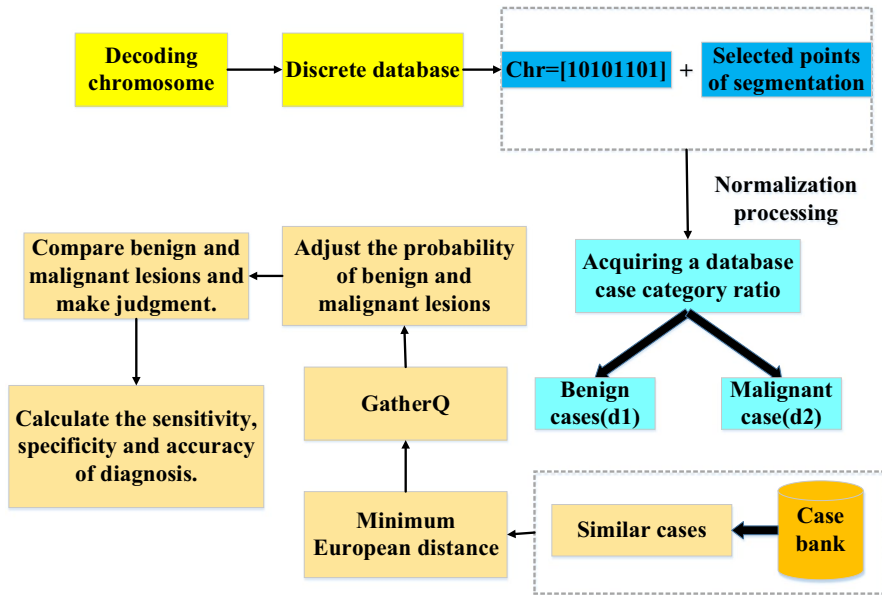 Decoding
chromosome
Discrete database
Chr=[10101101]
+
Selected points
of segmentation
Normalization
processing
Acquiring a database
case category ratio
Benign
cases(d1)
Malignant
case(d2)
Compare benign and
malignant lesions and
make judgment.
Adjust the probability
of benign and
malignant lesions
Calculate the sensitivity,
specificity and accuracy
of diagnosis.
GatherQ
Minimum
European distance
Similar cases
Case
bank